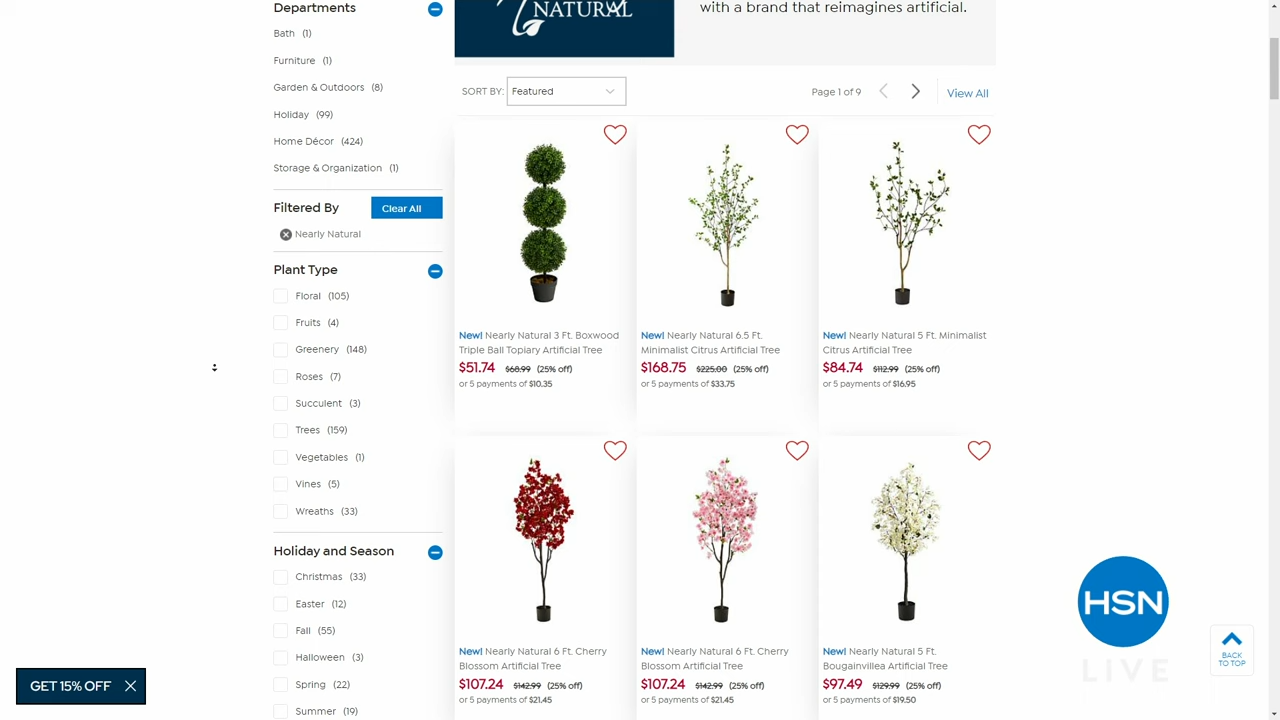 Departments
Bath (1)
Furniture (1)
Garden & Outdoors (8)
Holiday (99)
Home Décor (424)
Storage & Organization (1)
Filtered By
Clear All
Nearly Natural
Plant Type
Floral (105)
Fruits (4)
Greenery (148)
Roses (7)
Succulent (3)
Trees (159)
Vegetables (1)
Vines (5)
Wreaths (33)
Holiday and Season
Christmas (33)
Easter (12)
Fall (55)
Halloween (3)
Spring (22)
Summer (19)
NATURAL
with a brand that reimagines artificial.
SORT BY: Featured
Page 1 of 9
View All
New! Nearly Natural 3 Ft. Boxwood
Triple Ball Topiary Artificial Tree
$51.74 $68.99 (25% off)
or 5 payments of $10.35
New! Nearly Natural 6.5 Ft.
Minimalist Citrus Artificial Tree
$168.75 $225.00 (25% off)
or 5 payments of $33.75
New! Nearly Natural 5 Ft. Minimalist
Citrus Artificial Tree
$84.74 $112.99 (25% off)
or 5 payments of $16.95
New! Nearly Natural 6 Ft. Cherry
Blossom Artificial Tree
$107.24 $142.99 (25% off)
or 5 payments of $21.45
New! Nearly Natural 6 Ft. Cherry
Blossom Artificial Tree
$107.24 $142.99 (25% off)
or 5 payments of $21.45
New! Nearly Natural 5 Ft.
Bougainvillea Artificial Tree
$97.49 $129.99 (25% off)
or 5 payments of $19.50
HSN
LIVE
BACK
TO TOP
GET 15% OFF